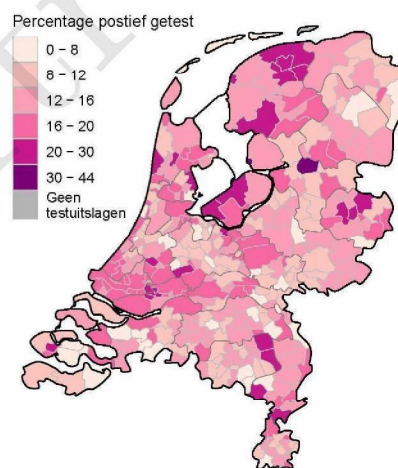 Percentage postief getest
0 – 8
8 – 12
12 – 16
16 – 20
20 – 30
30 – 44
Geen
testuitslagen